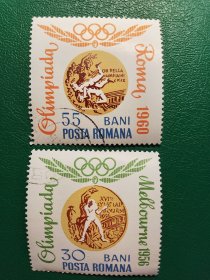 Olimpiada
Roma 1960
55 BANI
POSTA ROMANA
Olimpiada
Melbourne 1956
30 BANI
POSTA ROMANA